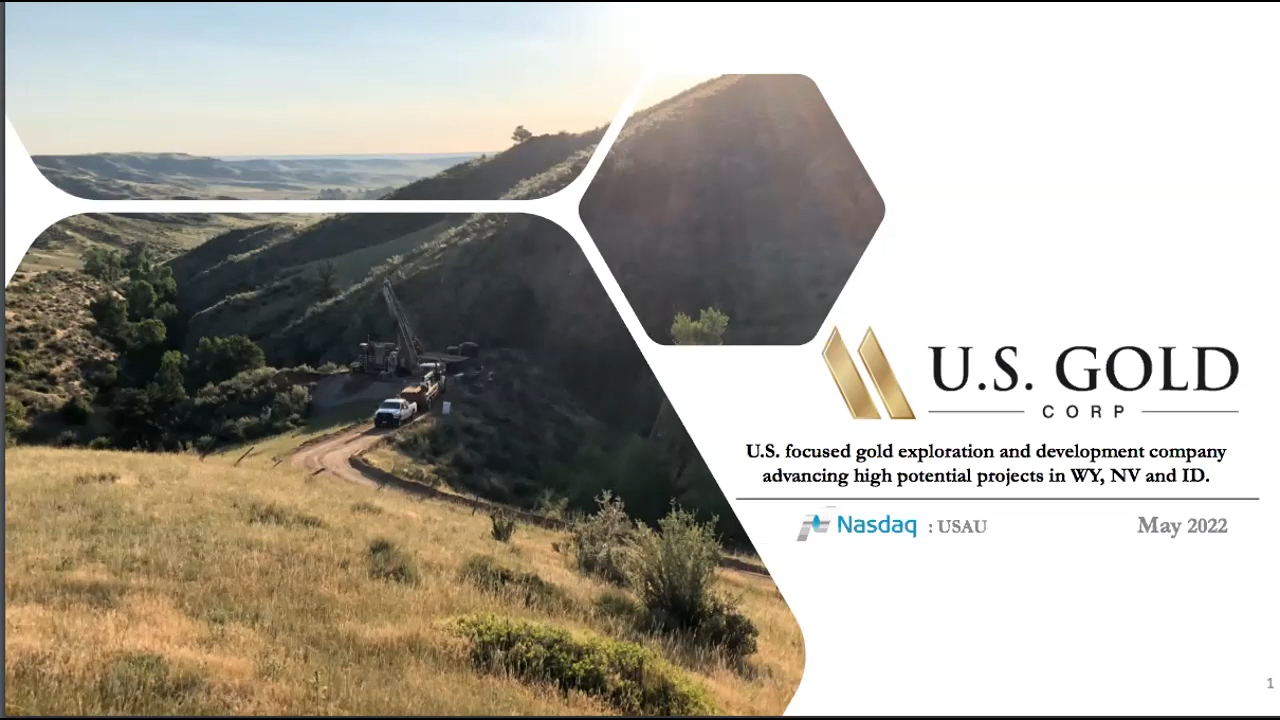 U.S. GOLD
CORP
U.S. focused gold exploration and development company
advancing high potential projects in WY, NV and ID.
Nasdaq : USAU
May 2022
1